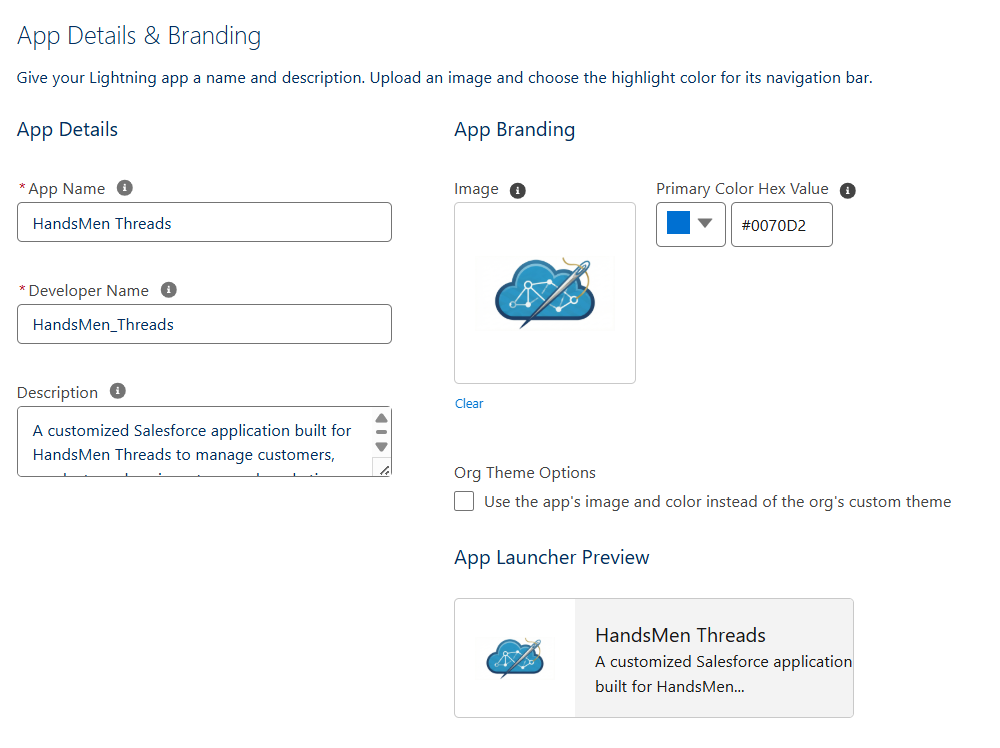 App Details & Branding
Give your Lightning app a name and description. Upload an image and choose the highlight color for its navigation bar.
App Details
* App Name
HandsMen Threads
* Developer Name
HandsMen_Threads
Description
A customized Salesforce application built for
HandsMen Threads to manage customers,
App Branding
Image
Primary Color Hex Value
#0070D2
Clear
Org Theme Options
Use the app's image and color instead of the org's custom theme
App Launcher Preview
HandsMen Threads
A customized Salesforce application
built for HandsMen...